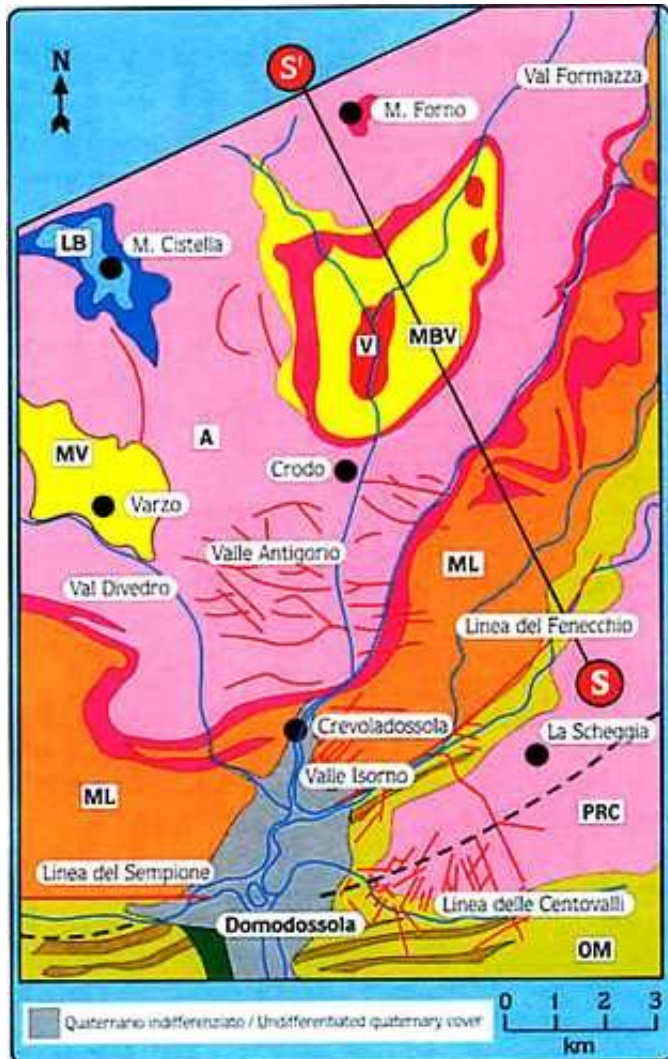 S'
N
Val Formazza
M. Forno
LB
M. Cistella
V
MBV
A
MV
Crodo
Varzo
Valle Antigorio
ML
Val Divedro
Linea del Fenecchio
S
Crevoladossola
La Scheggia
Valle Isorno
ML
PRC
Linea del Sempione
Linea delle Centovalli
Domodossola
OM
Quaternario indifferenziato / Undifferentiated quaternary cover
0 1 2 3
km